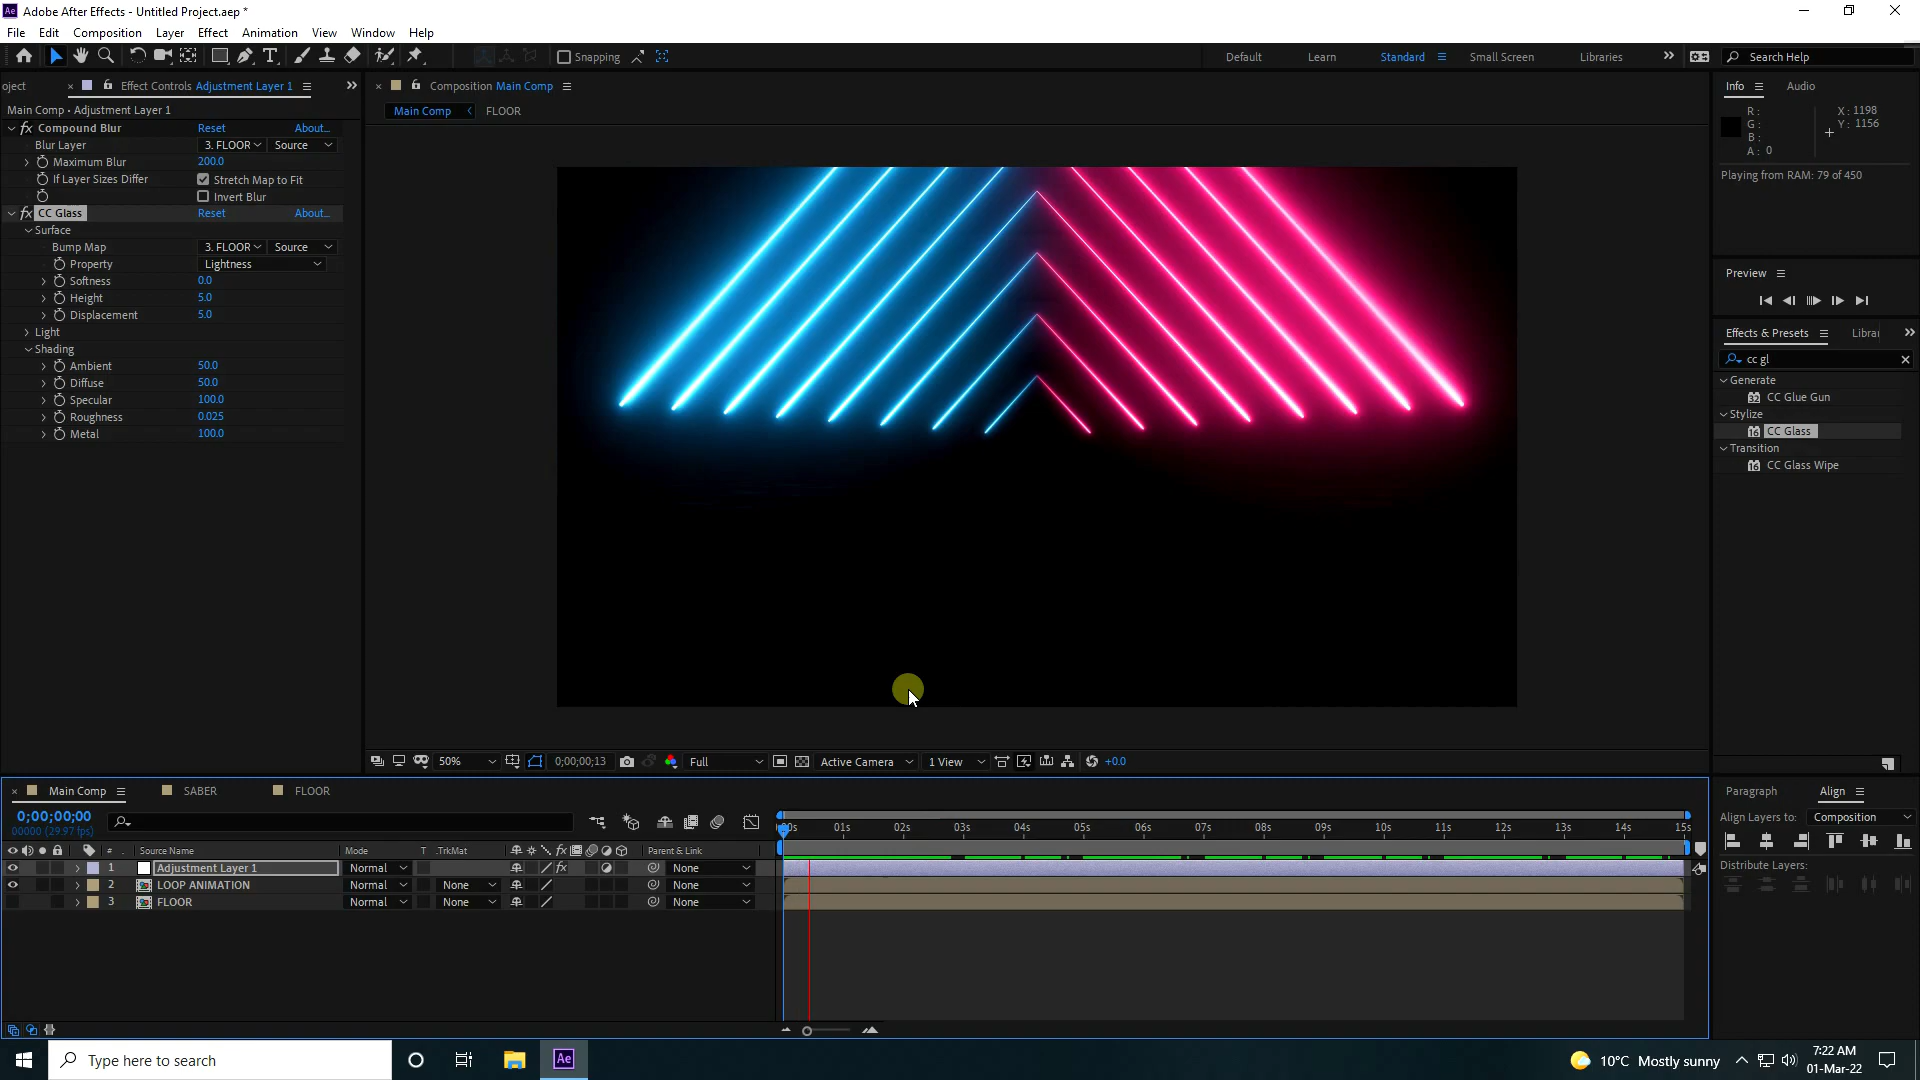 Adobe After Effects - Untitled Project.aep *
File Edit Composition Layer Effect Animation View Window Help
Snapping
Default Learn Standard Small Screen Libraries
Search Help
oject
Effect Controls Adjustment Layer 1
Main Comp • Adjustment Layer 1
fx Compound Blur Reset About...
Blur Layer 3. FLOOR Source
Maximum Blur 200.0
If Layer Sizes Differ Stretch Map to Fit
Invert Blur
fx CC Glass Reset About...
Surface
Bump Map 3. FLOOR Source
Property Lightness
Softness 0.0
Height 5.0
Displacement 5.0
Light
Shading
Ambient 50.0
Diffuse 50.0
Specular 100.0
Roughness 0.025
Metal 100.0
Composition Main Comp
Main Comp FLOOR
50% 0;00;00;13 Full Active Camera 1 View +0.0
Info Audio
R: X: 1198
G: Y: 1156
B:
A: 0
Playing from RAM: 79 of 450
Preview
Effects & Presets Librar
cc gl
Generate
32 CC Glue Gun
Stylize
16 CC Glass
Transition
16 CC Glass Wipe
Main Comp SABER FLOOR
0;00;00;00
00000 (29.97 fps)
00s 01s 02s 03s 04s 05s 06s 07s 08s 09s 10s 11s 12s 13s 14s 15s
# Source Name Mode T .TrkMat fx Parent & Link
1 Adjustment Layer 1 Normal fx None
2 LOOP ANIMATION Normal None None
3 FLOOR Normal None None
Paragraph Align
Align Layers to: Composition
Distribute Layers:
Type here to search
Ae
10°C Mostly sunny
7:22 AM
01-Mar-22